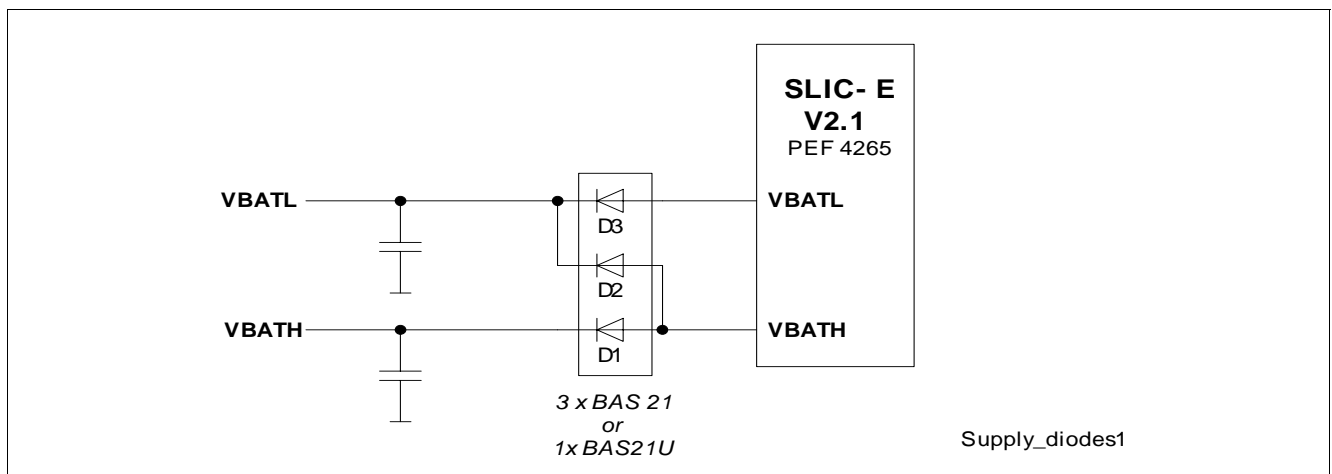 SLIC- E
V2.1
PEF 4265
VBATL
VBATL
D3
D2
VBATH
VBATH
D1
3 x BAS 21
or
1x BAS21U
Supply_diodes1